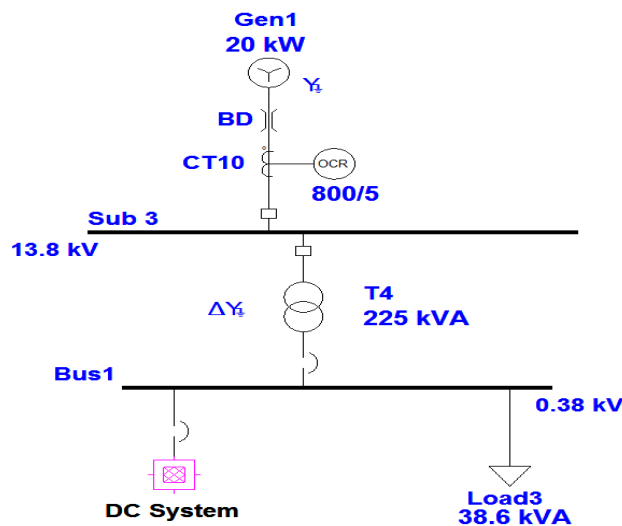 Gen1
20 kW
BD
CT10
OCR
800/5
Sub 3
13.8 kV
T4
225 kVA
ΔY
Bus1
0.38 kV
DC System
Load3
38.6 kVA